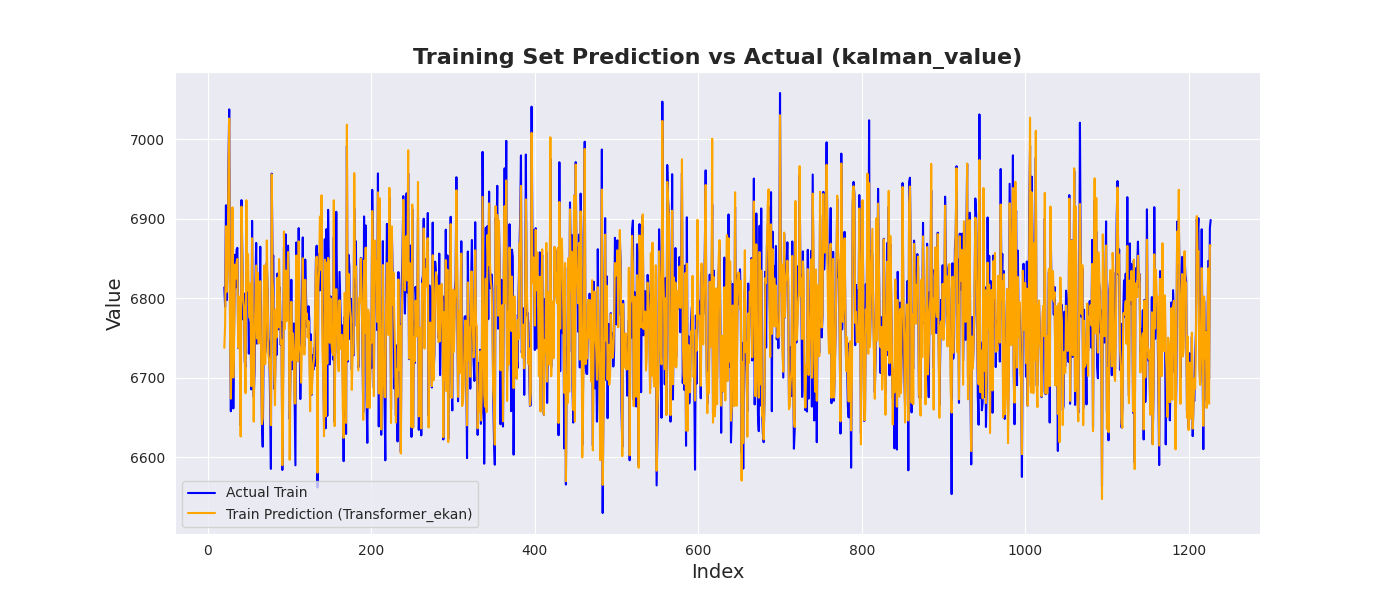 Training Set Prediction vs Actual (kalman_value)
Value
7000
6900
6800
6700
6600
Actual Train
Train Prediction (Transformer_ekan)
0 200 400 600 800 1000 1200
Index